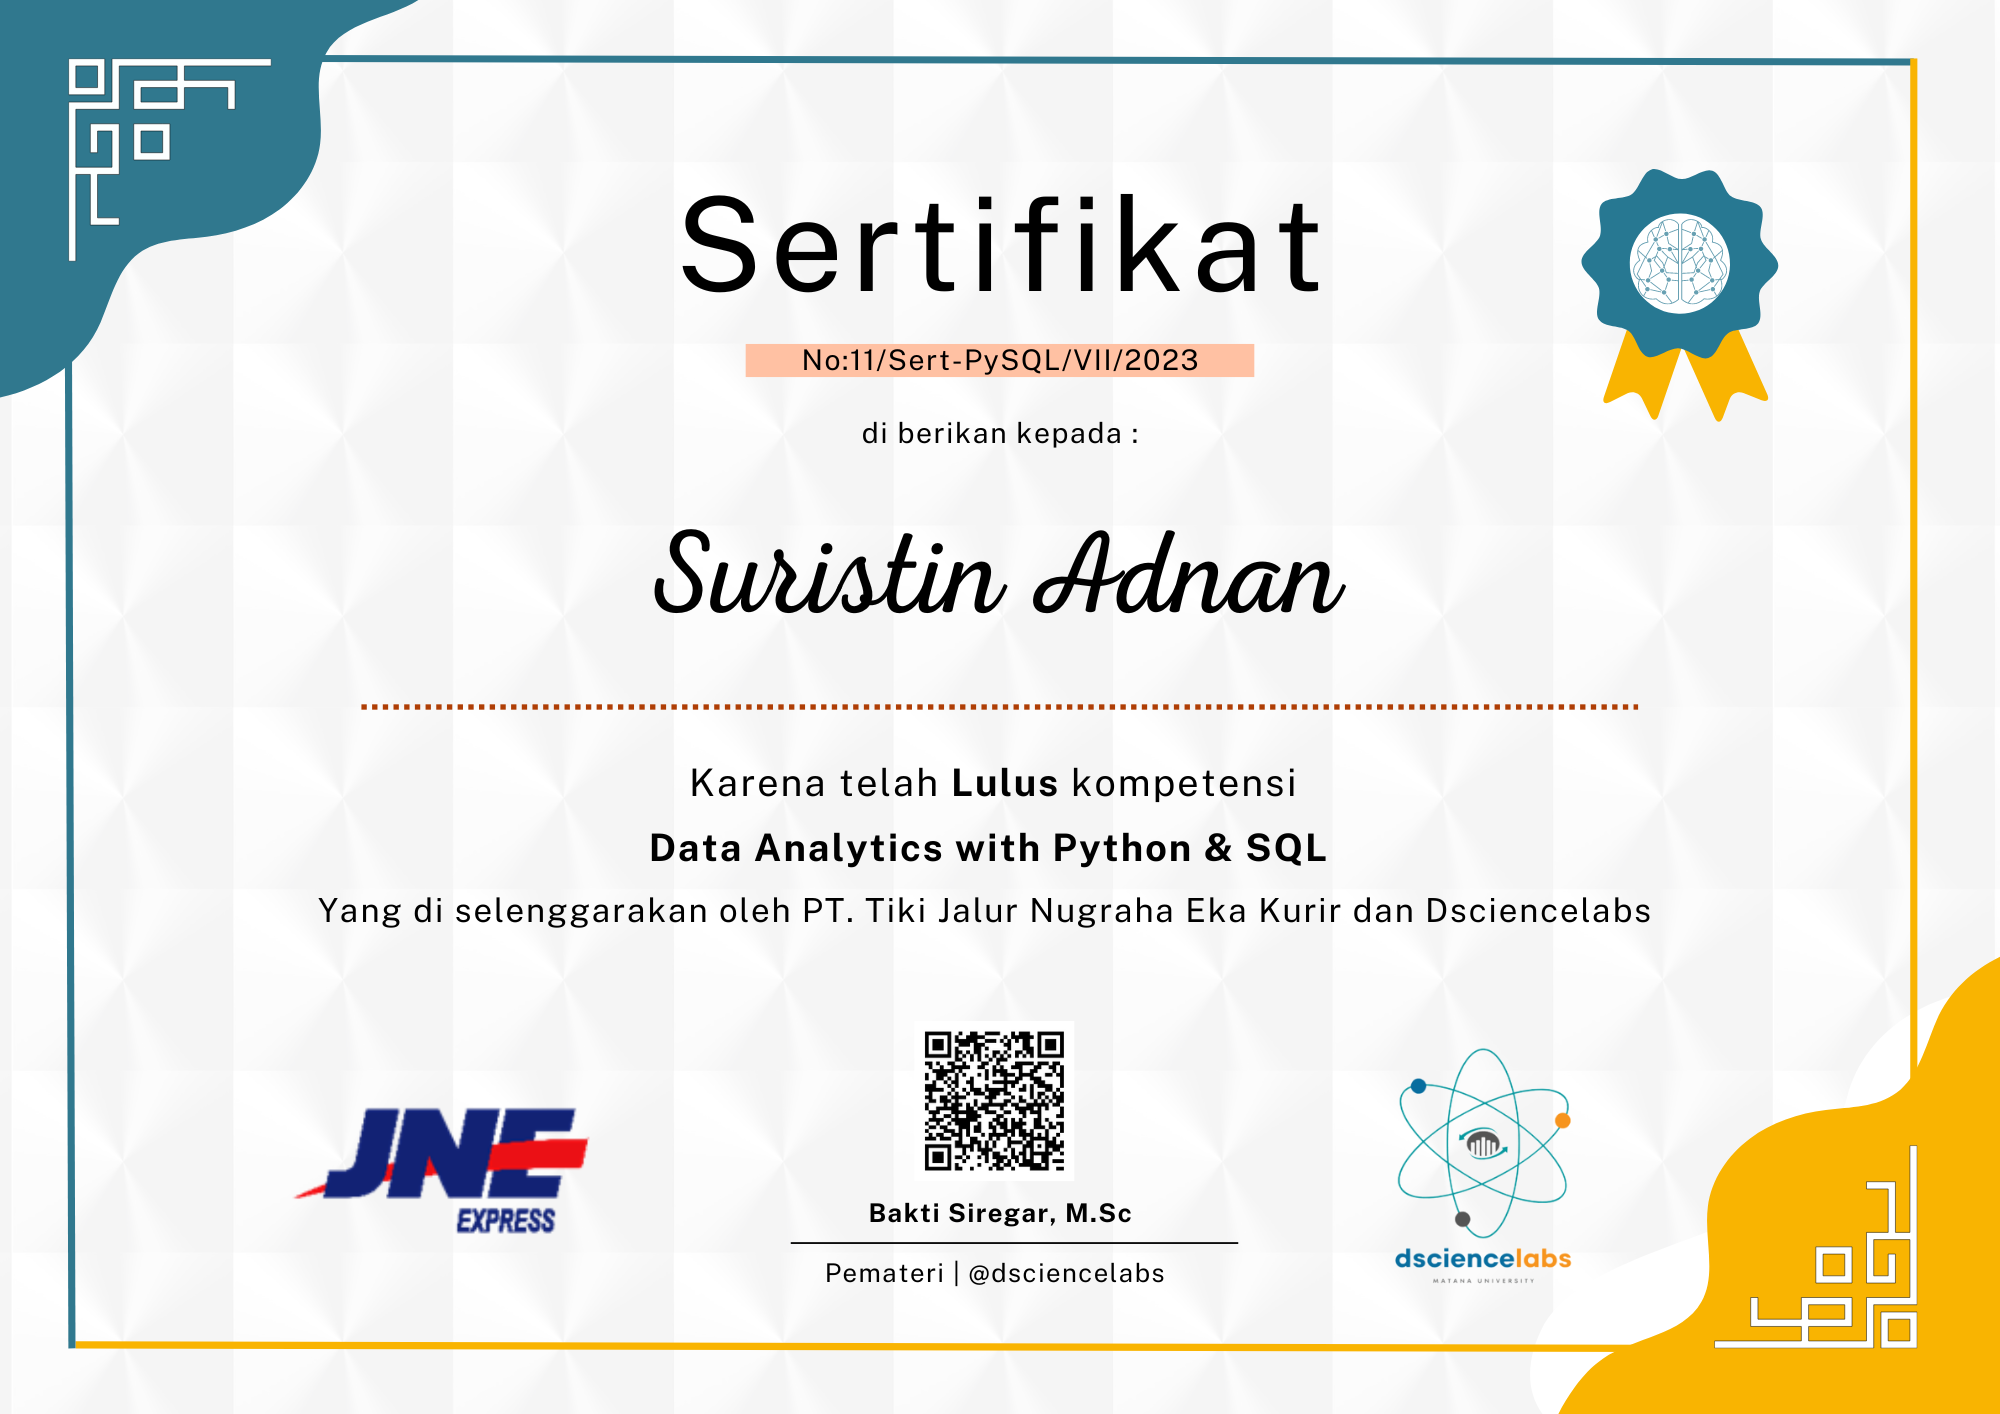 Sertifikat
No:11/Sert-PySQL/VII/2023
di berikan kepada :
Suristin Adnan
Karena telah Lulus kompetensi
Data Analytics with Python & SQL
Yang di selenggarakan oleh PT. Tiki Jalur Nugraha Eka Kurir dan Dsciencelabs
JNE
EXPRESS
Bakti Siregar, M.Sc
Pemateri | @dsciencelabs
dsciencelabs
MATANA UNIVERSITY